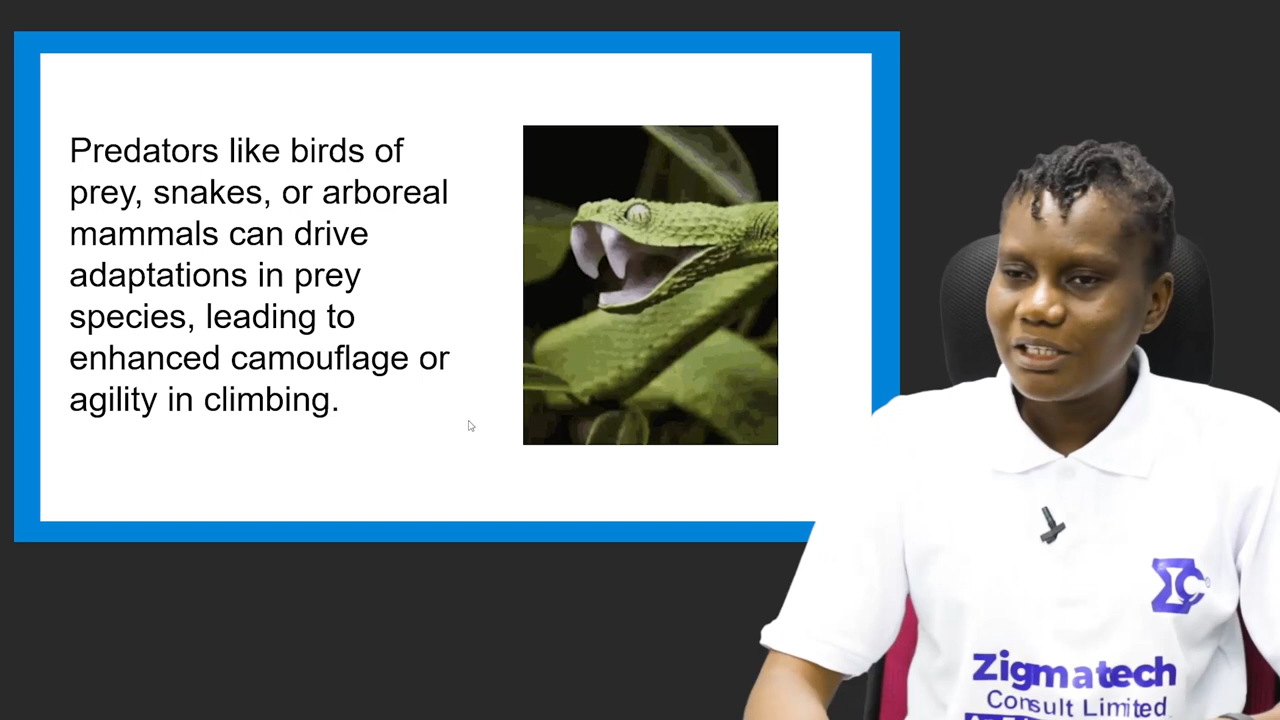 Predators like birds of
prey, snakes, or arboreal
mammals can drive
adaptations in prey
species, leading to
enhanced camouflage or
agility in climbing.
Zigmatech
Consult Limited